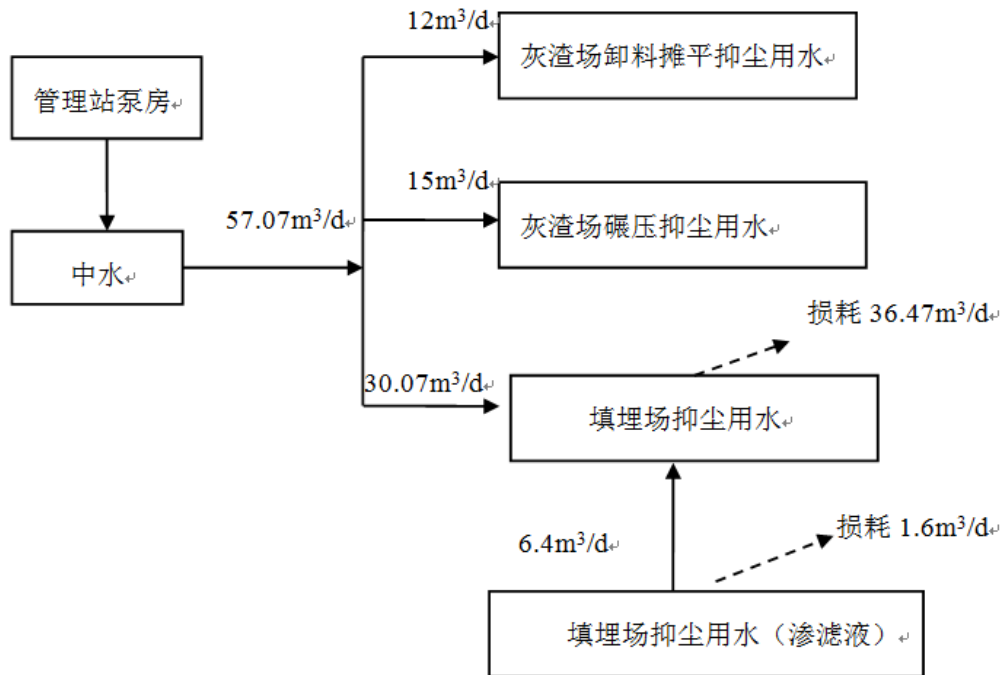 12m³/d
灰渣场卸料摊平抑尘用水
管理站泵房
15m³/d
57.07m³/d
灰渣场碾压抑尘用水
中水
损耗 36.47m³/d
30.07m³/d
填埋场抑尘用水
损耗 1.6m³/d
6.4m³/d
填埋场抑尘用水（渗滤液）